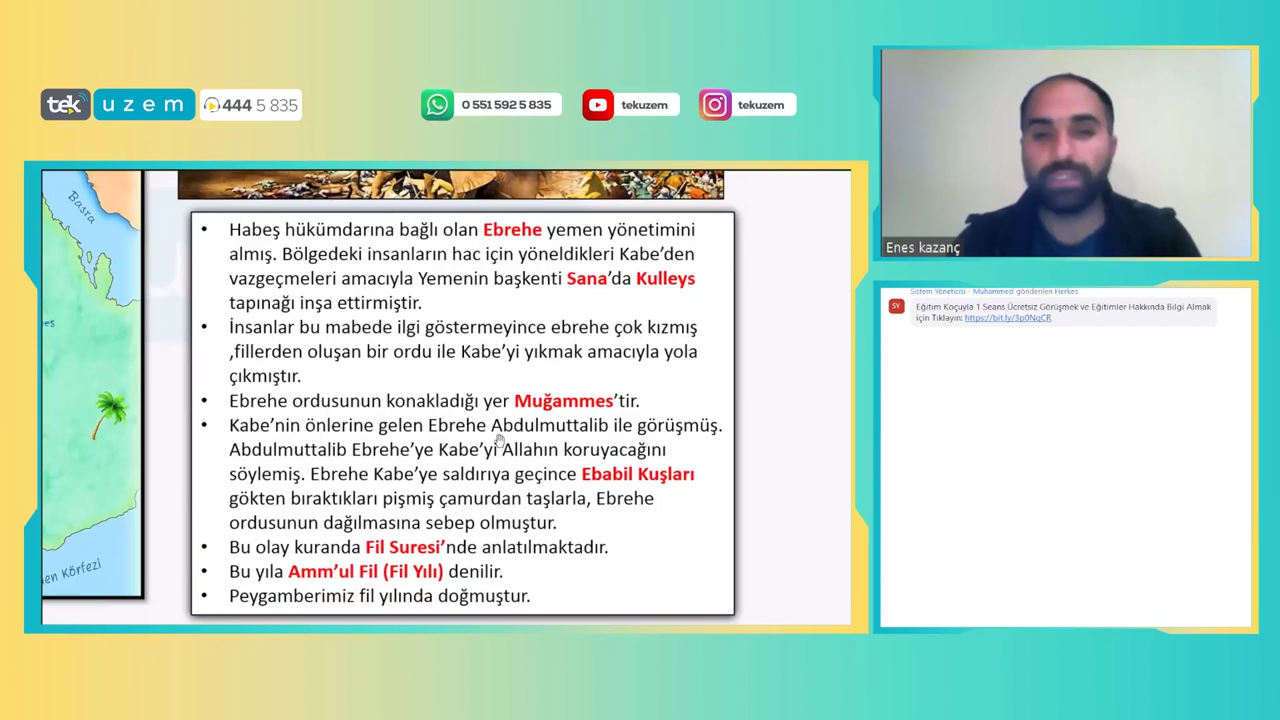 tek uzem 444 5 835
0 551 592 5 835
tekuzem
tekuzem
Basra
Habeş hükümdarına bağlı olan Ebrehe yemen yönetimini
almış. Bölgedeki insanların hac için yöneldikleri Kabe’den
vazgeçmeleri amacıyla Yemenin başkenti Sana’da Kulleys
tapınağı inşa ettirmiştir.
İnsanlar bu mabede ilgi göstermeyince ebrehe çok kızmış
,fillerden oluşan bir ordu ile Kabe’yi yıkmak amacıyla yola
çıkmıştır.
Ebrehe ordusunun konakladığı yer Muğammes’tir.
Kabe’nin önlerine gelen Ebrehe Abdulmuttalib ile görüşmüş.
Abdulmuttalib Ebrehe’ye Kabe’yi Allahın koruyacağını
söylemiş. Ebrehe Kabe’ye saldırıya geçince Ebabil Kuşları
gökten bıraktıkları pişmiş çamurdan taşlarla, Ebrehe
ordusunun dağılmasına sebep olmuştur.
Bu olay kuranda Fil Suresi’nde anlatılmaktadır.
Bu yıla Amm’ul Fil (Fil Yılı) denilir.
Peygamberimiz fil yılında doğmuştur.
en Körfezi
Enes kazanç
Sistem Yöneticisi - Muhammed gönderilen Herkes
SY
Eğitim Koçuyla 1 Seans Ücretsiz Görüşmek ve Eğitimler Hakkında Bilgi Almak
için Tıklayın: https://bit.ly/3p0NqCR